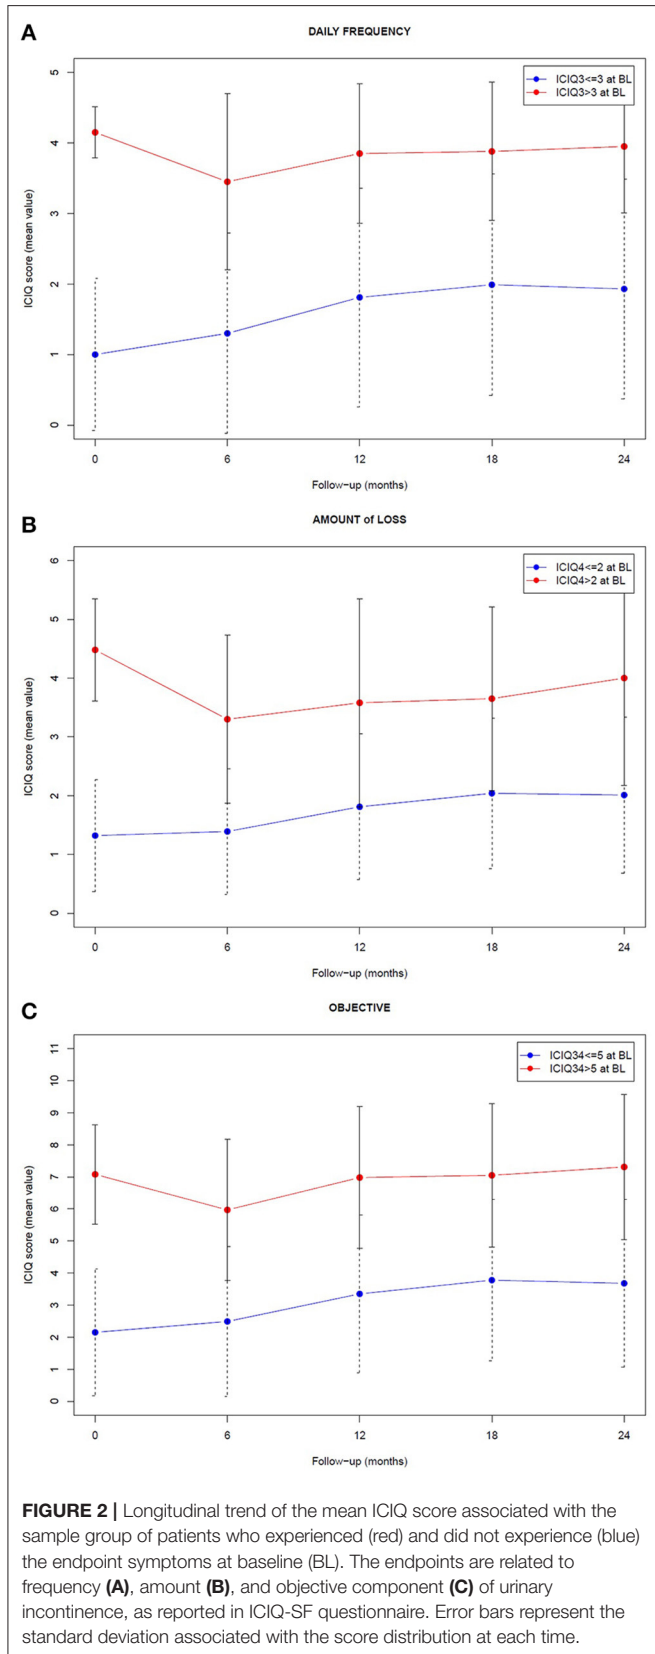 A
DAILY FREQUENCY
ICIQ score (mean value)
5
4
3
2
1
0
ICIQ3<=3 at BL
ICIQ3>3 at BL
0 6 12 18 24
Follow-up (months)
B
AMOUNT of LOSS
ICIQ score (mean value)
6
5
4
3
2
1
0
ICIQ4<=2 at BL
ICIQ4>2 at BL
0 6 12 18 24
Follow-up (months)
C
OBJECTIVE
ICIQ score (mean value)
11
10
9
8
7
6
5
4
3
2
1
0
ICIQ34<=5 at BL
ICIQ34>5 at BL
0 6 12 18 24
Follow-up (months)
FIGURE 2 | Longitudinal trend of the mean ICIQ score associated with the
sample group of patients who experienced (red) and did not experience (blue)
the endpoint symptoms at baseline (BL). The endpoints are related to
frequency (A), amount (B), and objective component (C) of urinary
incontinence, as reported in ICIQ-SF questionnaire. Error bars represent the
standard deviation associated with the score distribution at each time.